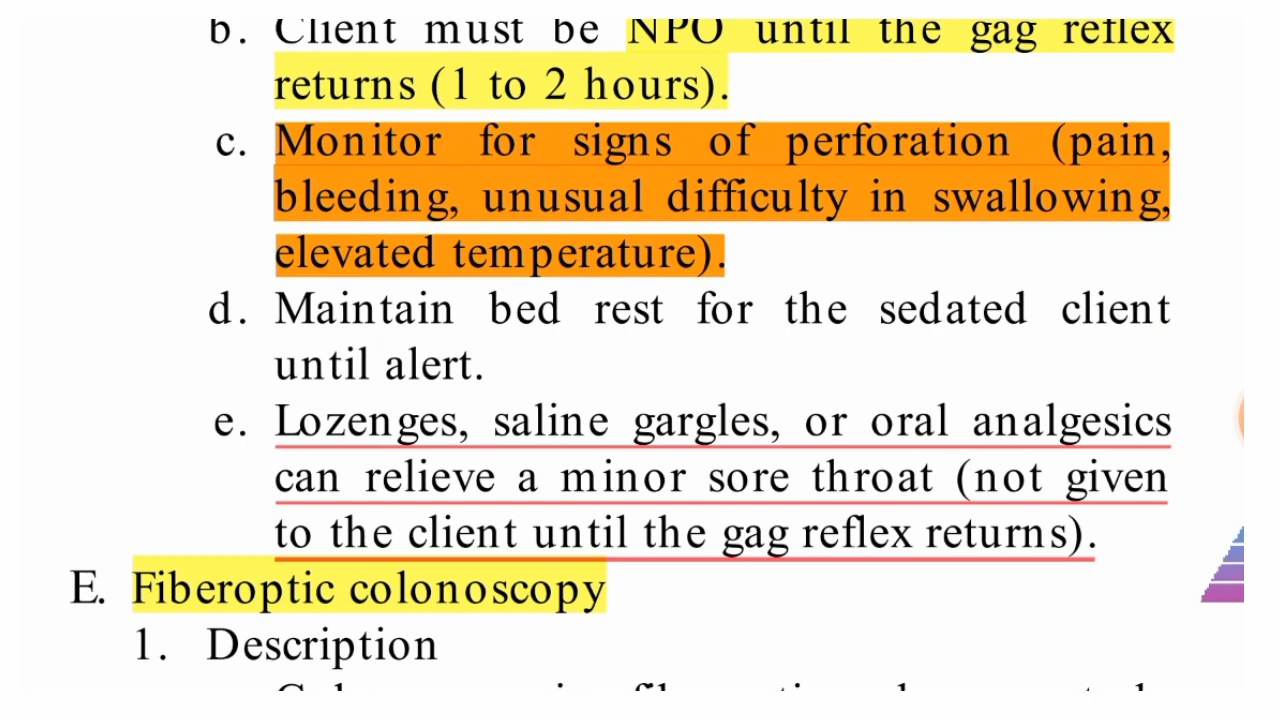 b. Client must be NPO until the gag reflex
returns (1 to 2 hours).
c. Monitor for signs of perforation (pain,
bleeding, unusual difficulty in swallowing,
elevated temperature).
d. Maintain bed rest for the sedated client
until alert.
e. Lozenges, saline gargles, or oral analgesics
can relieve a minor sore throat (not given
to the client until the gag reflex returns).
E. Fiberoptic colonoscopy
1. Description